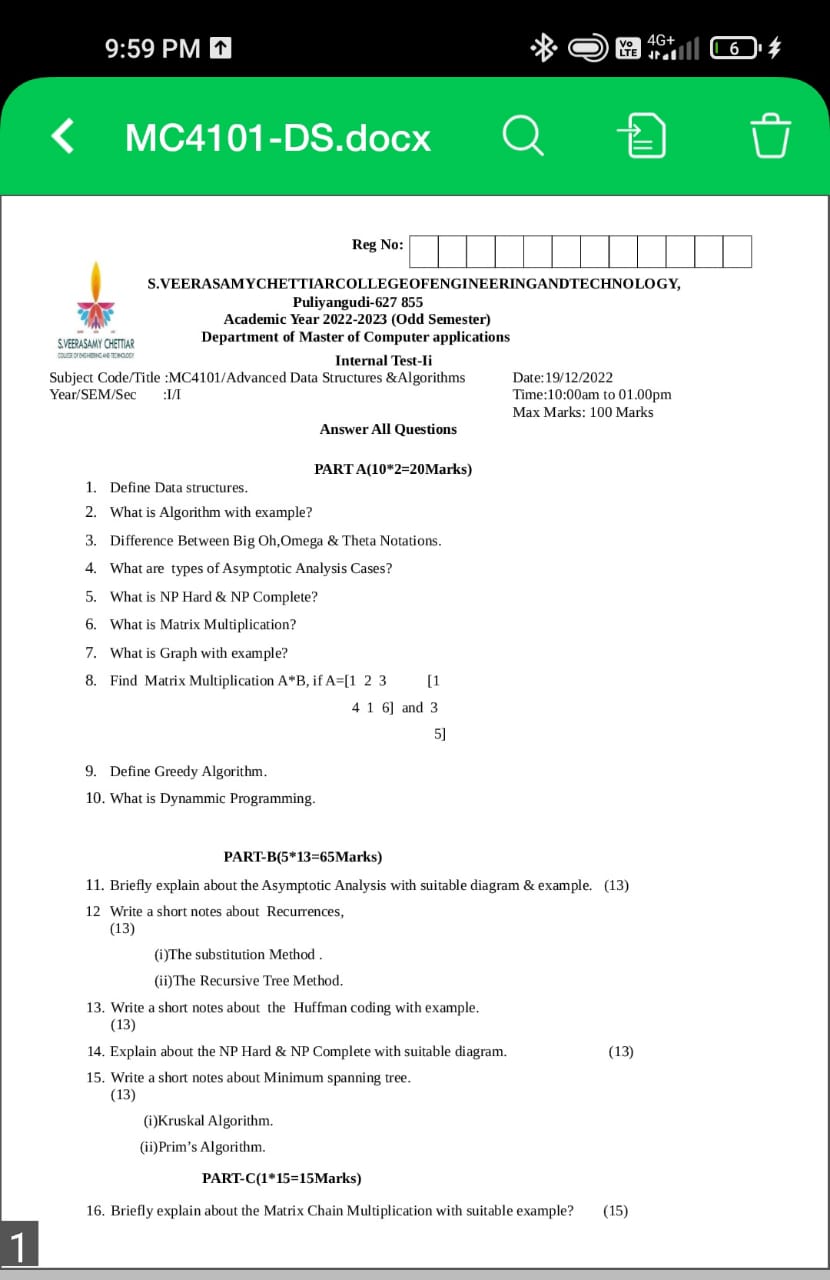 9:59 PM
Vo LTE 4G+ 6
MC4101-DS.docx
Reg No:
S.VEERASAMYCHETTIARCOLLEGEOFENGINEERINGANDTECHNOLOGY,
Puliyangudi-627 855
Academic Year 2022-2023 (Odd Semester)
Department of Master of Computer applications
S.VEERASAMY CHETTIAR
COLLEGE OF ENGINEERING AND TECHNOLOGY
Internal Test-Ii
Subject Code/Title :MC4101/Advanced Data Structures &Algorithms Date:19/12/2022
Year/SEM/Sec :I/I Time:10:00am to 01.00pm
Max Marks: 100 Marks
Answer All Questions
PART A(10*2=20Marks)
1. Define Data structures.
2. What is Algorithm with example?
3. Difference Between Big Oh,Omega & Theta Notations.
4. What are types of Asymptotic Analysis Cases?
5. What is NP Hard & NP Complete?
6. What is Matrix Multiplication?
7. What is Graph with example?
8. Find Matrix Multiplication A*B, if A=[1 2 3 [1
4 1 6] and 3
5]
9. Define Greedy Algorithm.
10. What is Dynammic Programming.
PART-B(5*13=65Marks)
11. Briefly explain about the Asymptotic Analysis with suitable diagram & example. (13)
12 Write a short notes about Recurrences,
(13)
(i)The substitution Method .
(ii)The Recursive Tree Method.
13. Write a short notes about the Huffman coding with example.
(13)
14. Explain about the NP Hard & NP Complete with suitable diagram. (13)
15. Write a short notes about Minimum spanning tree.
(13)
(i)Kruskal Algorithm.
(ii)Prim's Algorithm.
PART-C(1*15=15Marks)
16. Briefly explain about the Matrix Chain Multiplication with suitable example? (15)
1